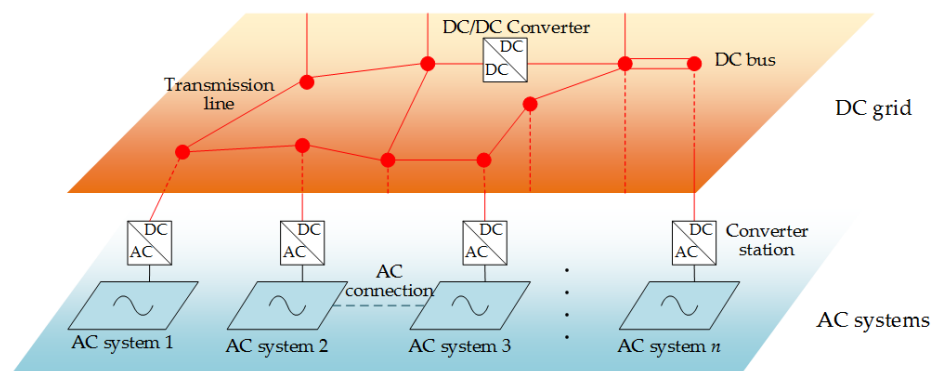 DC/DC Converter
DC
DC
DC bus
Transmission
line
DC grid
DC
AC
DC
AC
DC
AC
DC
AC
Converter
station
AC
connection
AC systems
AC system 1
AC system 2
AC system 3
AC system n